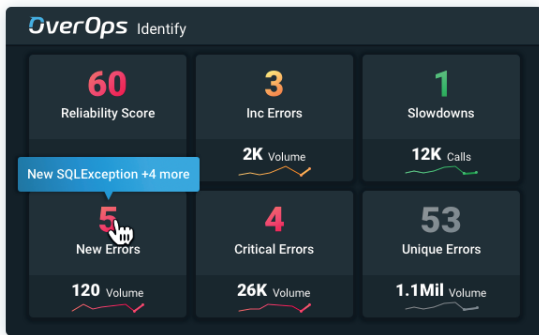 OverOps Identify
60
Reliability Score
3
Inc Errors
2K Volume
1
Slowdowns
12K Calls
New SQLException +4 more
5
New Errors
120 Volume
4
Critical Errors
26K Volume
53
Unique Errors
1.1Mil Volume